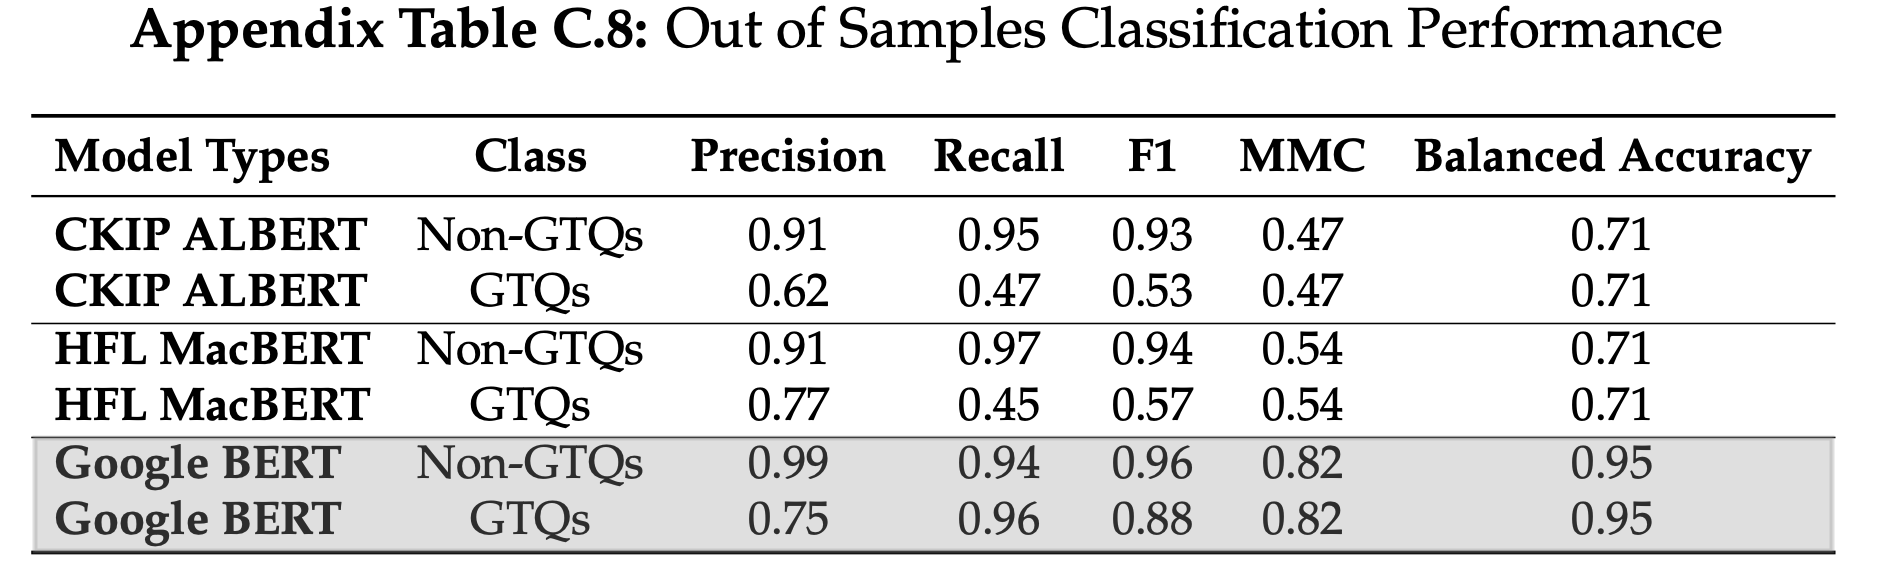 Appendix Table C.8: Out of Samples Classification Performance
Model Types Class Precision Recall F1 MMC Balanced Accuracy
CKIP ALBERT Non-GTQs 0.91 0.95 0.93 0.47 0.71
CKIP ALBERT GTQs 0.62 0.47 0.53 0.47 0.71
HFL MacBERT Non-GTQs 0.91 0.97 0.94 0.54 0.71
HFL MacBERT GTQs 0.77 0.45 0.57 0.54 0.71
Google BERT Non-GTQs 0.99 0.94 0.96 0.82 0.95
Google BERT GTQs 0.75 0.96 0.88 0.82 0.95